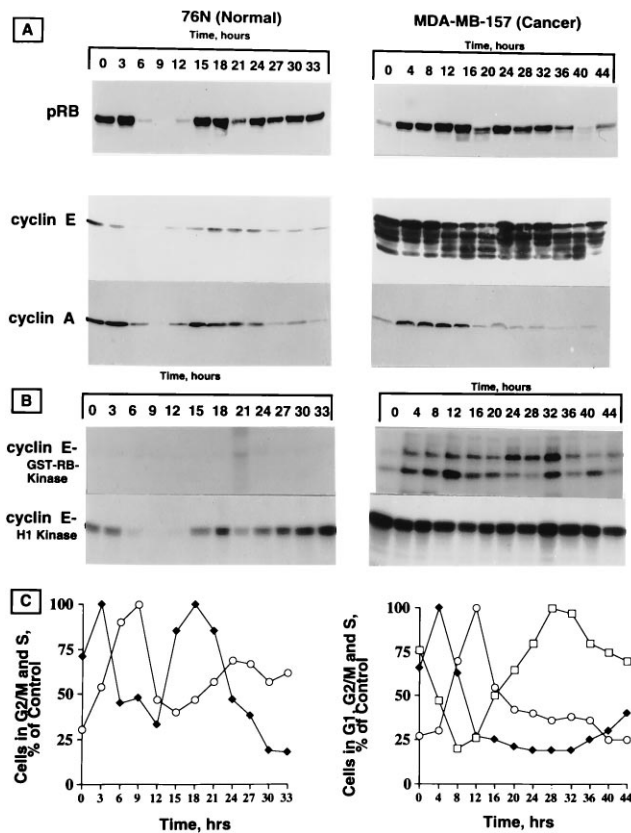 76N (Normal) MDA-MB-157 (Cancer)
A
Time, hours Time, hours
0 3 6 9 12 15 18 21 24 27 30 33 0 4 8 12 16 20 24 28 32 36 40 44
pRB
cyclin E
cyclin A
Time, hours Time, hours
B
0 3 6 9 12 15 18 21 24 27 30 33 0 4 8 12 16 20 24 28 32 36 40 44
cyclin E-
GST-RB-
Kinase
cyclin E-
H1 Kinase
C
Cells in G2/M and S,
% of Control
100
75
50
25
0
0 3 6 9 12 15 18 21 24 27 30 33
Time, hrs
Cells in G1, G2/M and S,
% of Control
100
75
50
25
0
0 4 8 12 16 20 24 28 32 36 40 44
Time, hrs